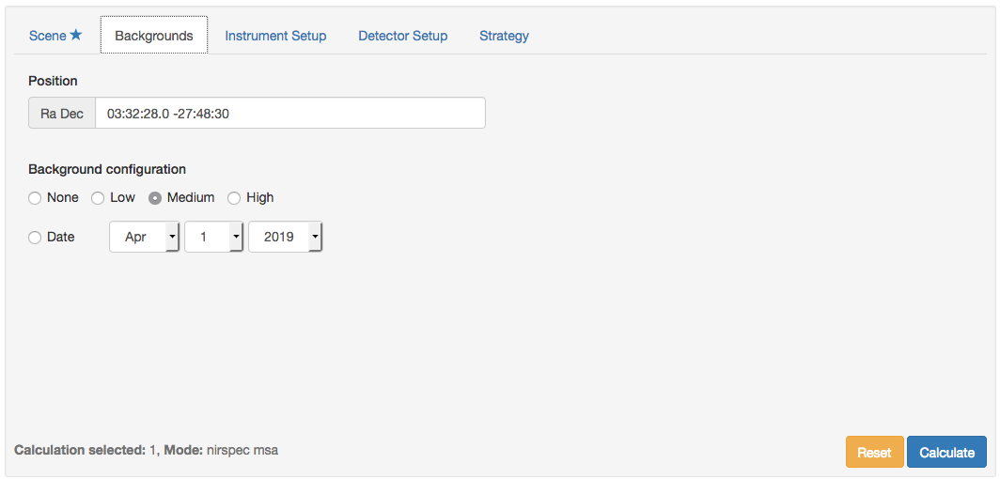 Scene ★ Backgrounds Instrument Setup Detector Setup Strategy
Position
Ra Dec 03:32:28.0 -27:48:30
Background configuration
None Low Medium High
Date Apr 1 2019
Calculation selected: 1, Mode: nirspec msa Reset Calculate